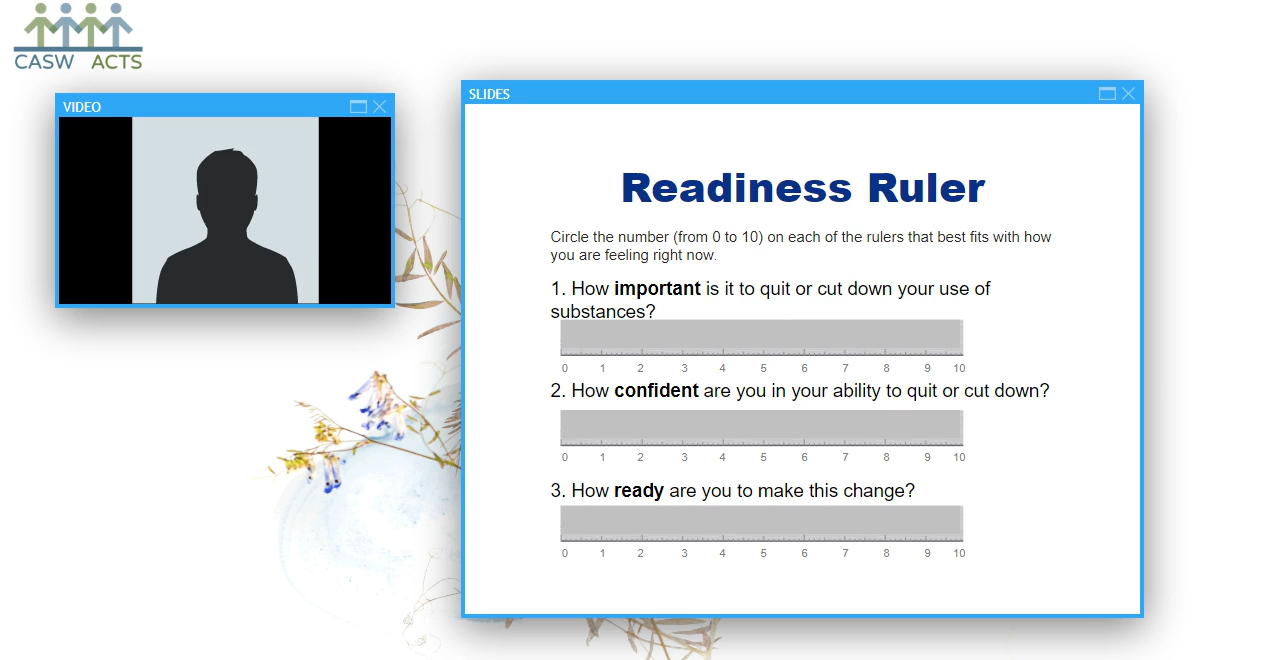 CASW ACTS
VIDEO
SLIDES
Readiness Ruler
Circle the number (from 0 to 10) on each of the rulers that best fits with how
you are feeling right now.
1. How important is it to quit or cut down your use of
substances?
0 1 2 3 4 5 6 7 8 9 10
2. How confident are you in your ability to quit or cut down?
0 1 2 3 4 5 6 7 8 9 10
3. How ready are you to make this change?
0 1 2 3 4 5 6 7 8 9 10